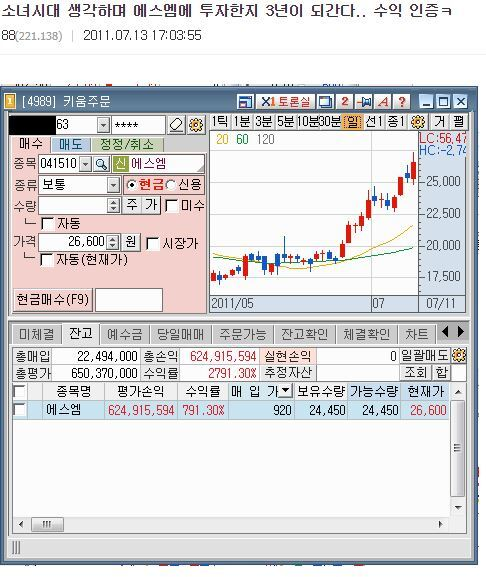 소녀시대 생각하며 에스엠에 투자한지 3년이 되간다.. 수익 인증ㅋ
88(221.138) | 2011.07.13 17:03:55
[4989] 키움주문
X1 토론실 2 A ?
63 ****
1틱 1분 3분 5분 10분 30분 일 선1 종1 거 펼
매수 매도 정정/취소
20 60 120
LC:56,47
HC:-2,74
종목 041510 신 에스엠
종류 보통 현금 신용
수량 주 가 미수
자동
가격 26,600 원 시장가
자동(현재가)
현금매수(F9)
25,000
22,500
20,000
17,500
2011/05 07 07/11
미체결 잔고 예수금 당일매매 주문가능 잔고확인 체결확인 차트
총매입 22,494,000 총손익 624,915,594 실현손익 0 일괄매도
총평가 650,370,000 수익률 2791.30% 추정자산 조회 합
종목명 평가손익 수익률 매 입 가 보유수량 가능수량 현재가
에스엠 624,915,594 791.30% 920 24,450 24,450 26,600